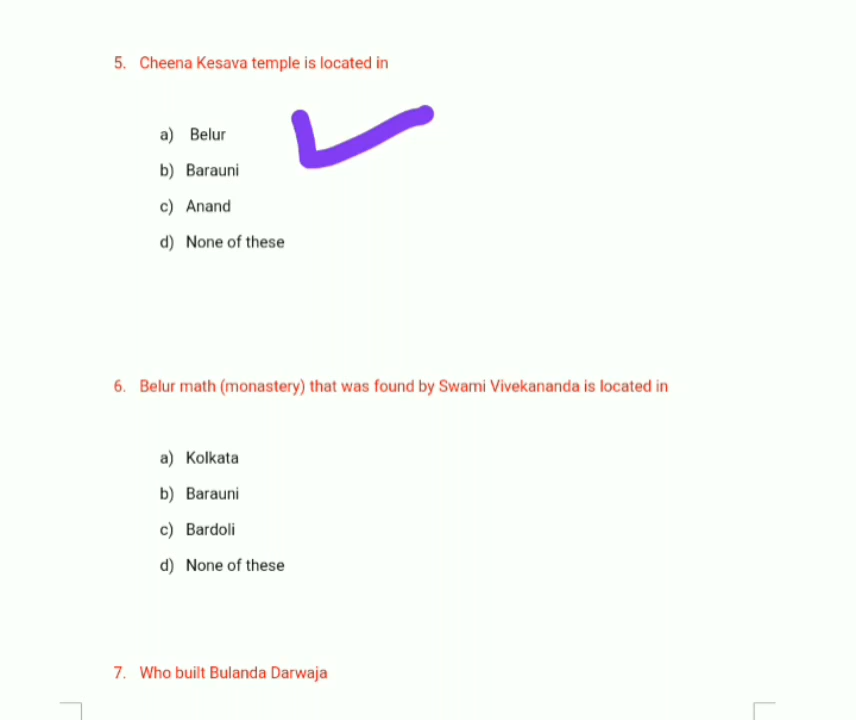 5. Cheena Kesava temple is located in
a) Belur
b) Barauni
c) Anand
d) None of these
6. Belur math (monastery) that was found by Swami Vivekananda is located in
a) Kolkata
b) Barauni
c) Bardoli
d) None of these
7. Who built Bulanda Darwaja